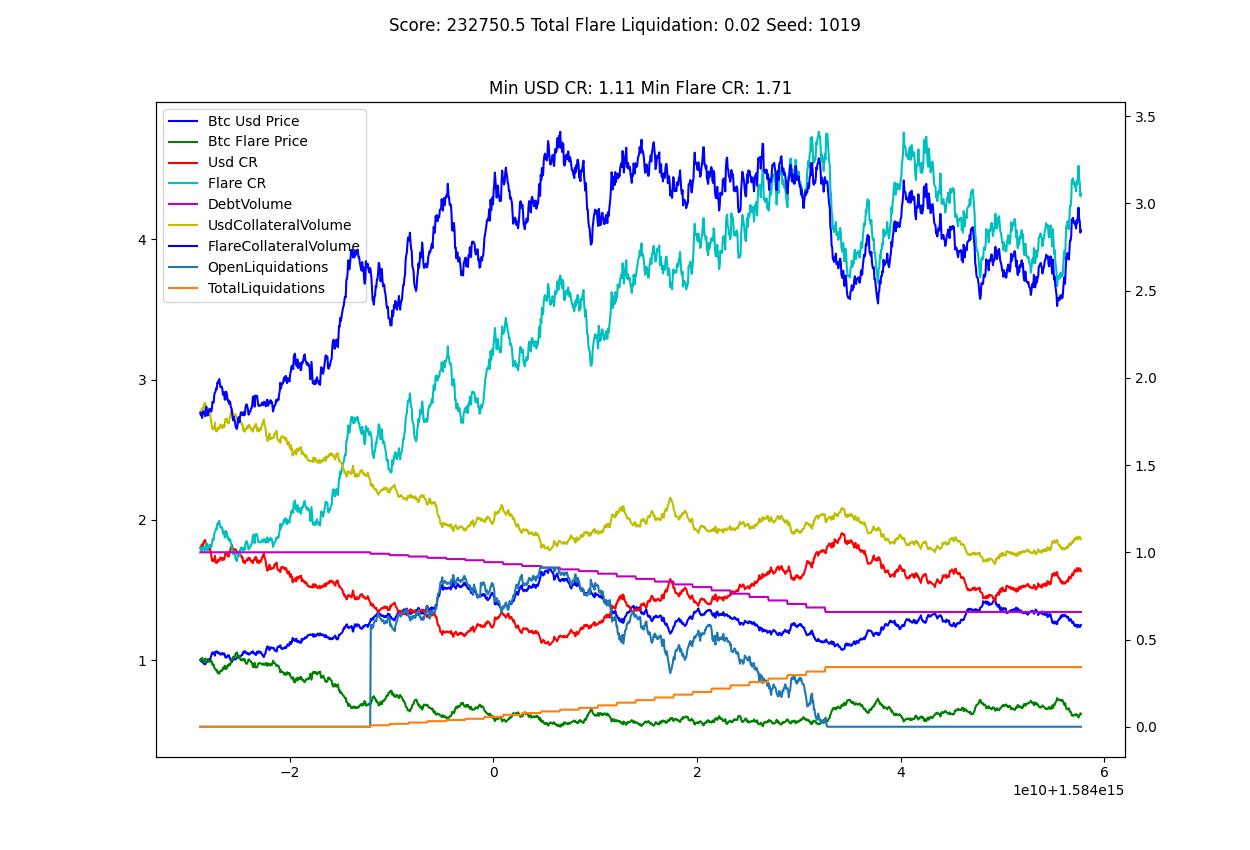 Score: 232750.5 Total Flare Liquidation: 0.02 Seed: 1019
Min USD CR: 1.11 Min Flare CR: 1.71
Btc Usd Price
Btc Flare Price
Usd CR
Flare CR
DebtVolume
UsdCollateralVolume
FlareCollateralVolume
OpenLiquidations
TotalLiquidations
4
3
2
1
3.5
3.0
2.5
2.0
1.5
1.0
0.5
0.0
−2
0
2
4
6
1e10+1.584e15